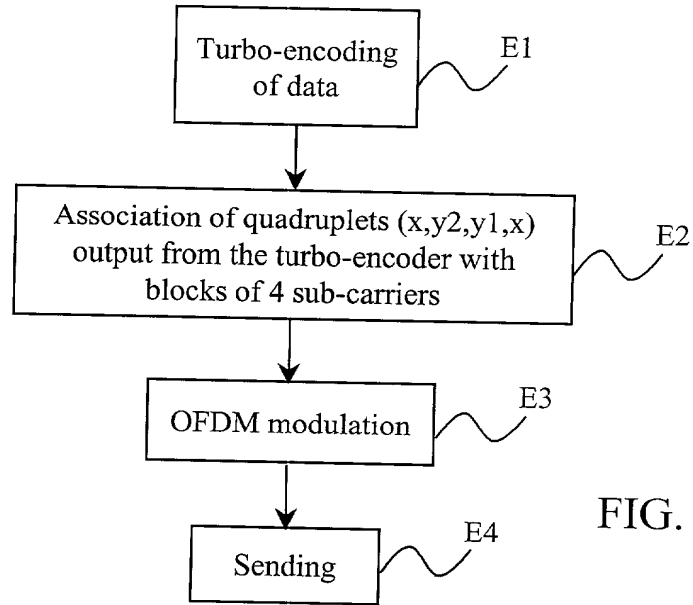 Turbo-encoding
of data
E1
Association of quadruplets (x,y2,y1,x)
output from the turbo-encoder with
blocks of 4 sub-carriers
E2
OFDM modulation
E3
Sending
E4
FIG.